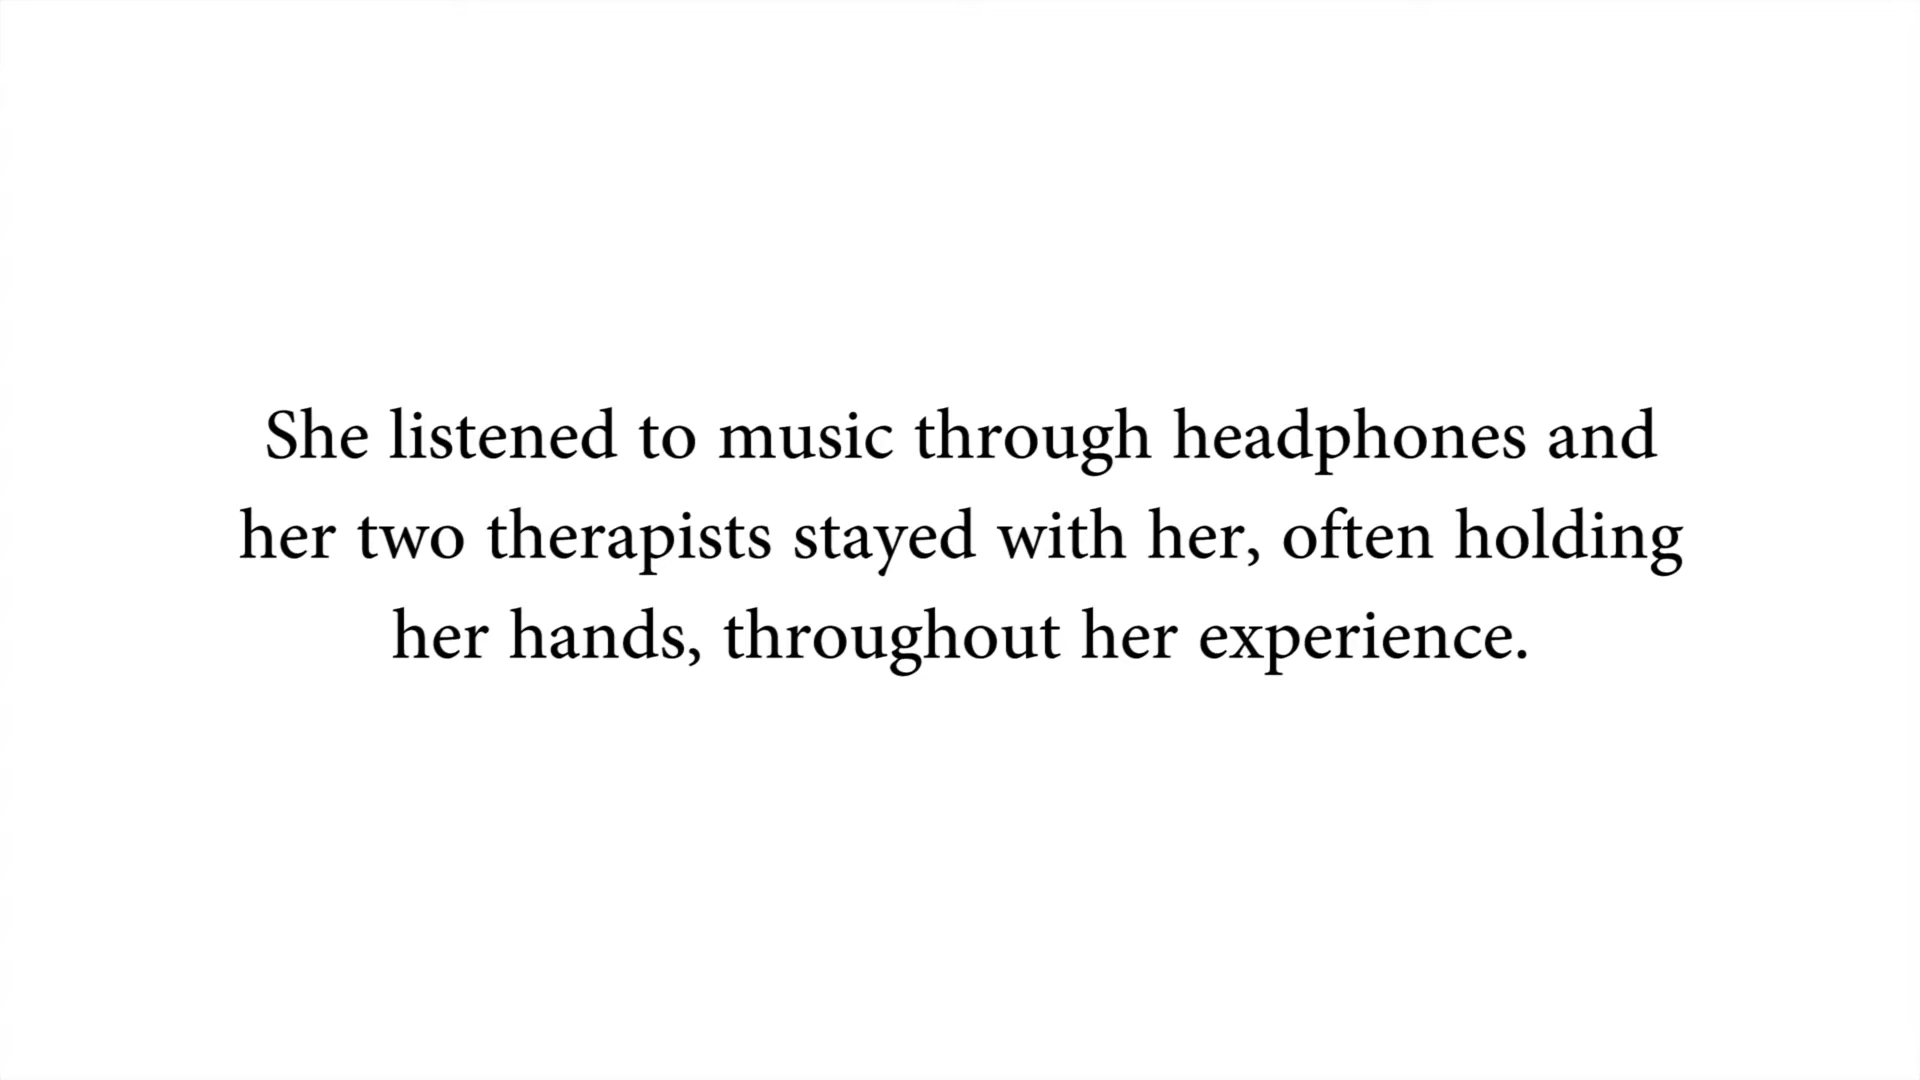 She listened to music through headphones and
her two therapists stayed with her, often holding
her hands, throughout her experience.